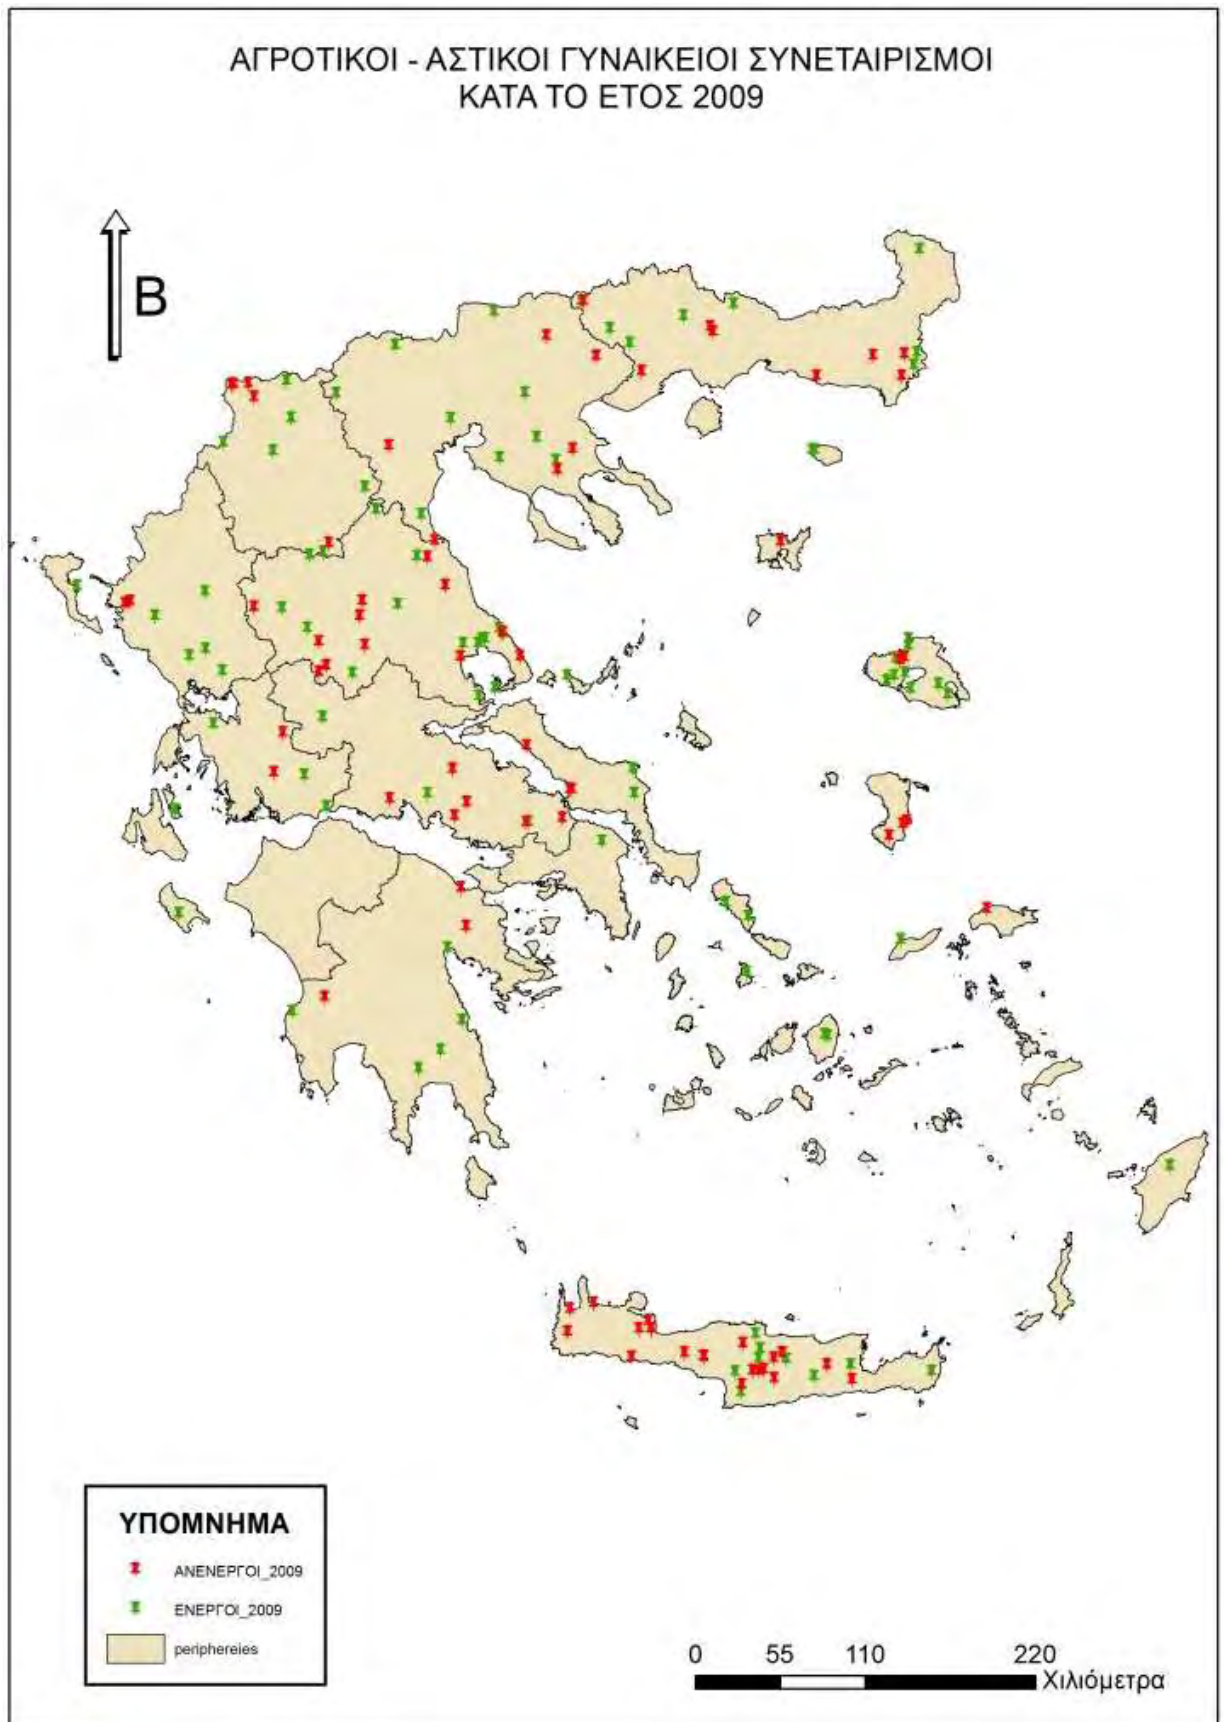 ΑΓΡΟΤΙΚΟΙ - ΑΣΤΙΚΟΙ ΓΥΝΑΙΚΕΙΟΙ ΣΥΝΕΤΑΙΡΙΣΜΟΙ
ΚΑΤΑ ΤΟ ΕΤΟΣ 2009
Β
ΥΠΟΜΝΗΜΑ
ΑΝΕΝΕΡΓΟΙ_2009
ΕΝΕΡΓΟΙ_2009
periphereies
0 55 110 220
Χιλιόμετρα